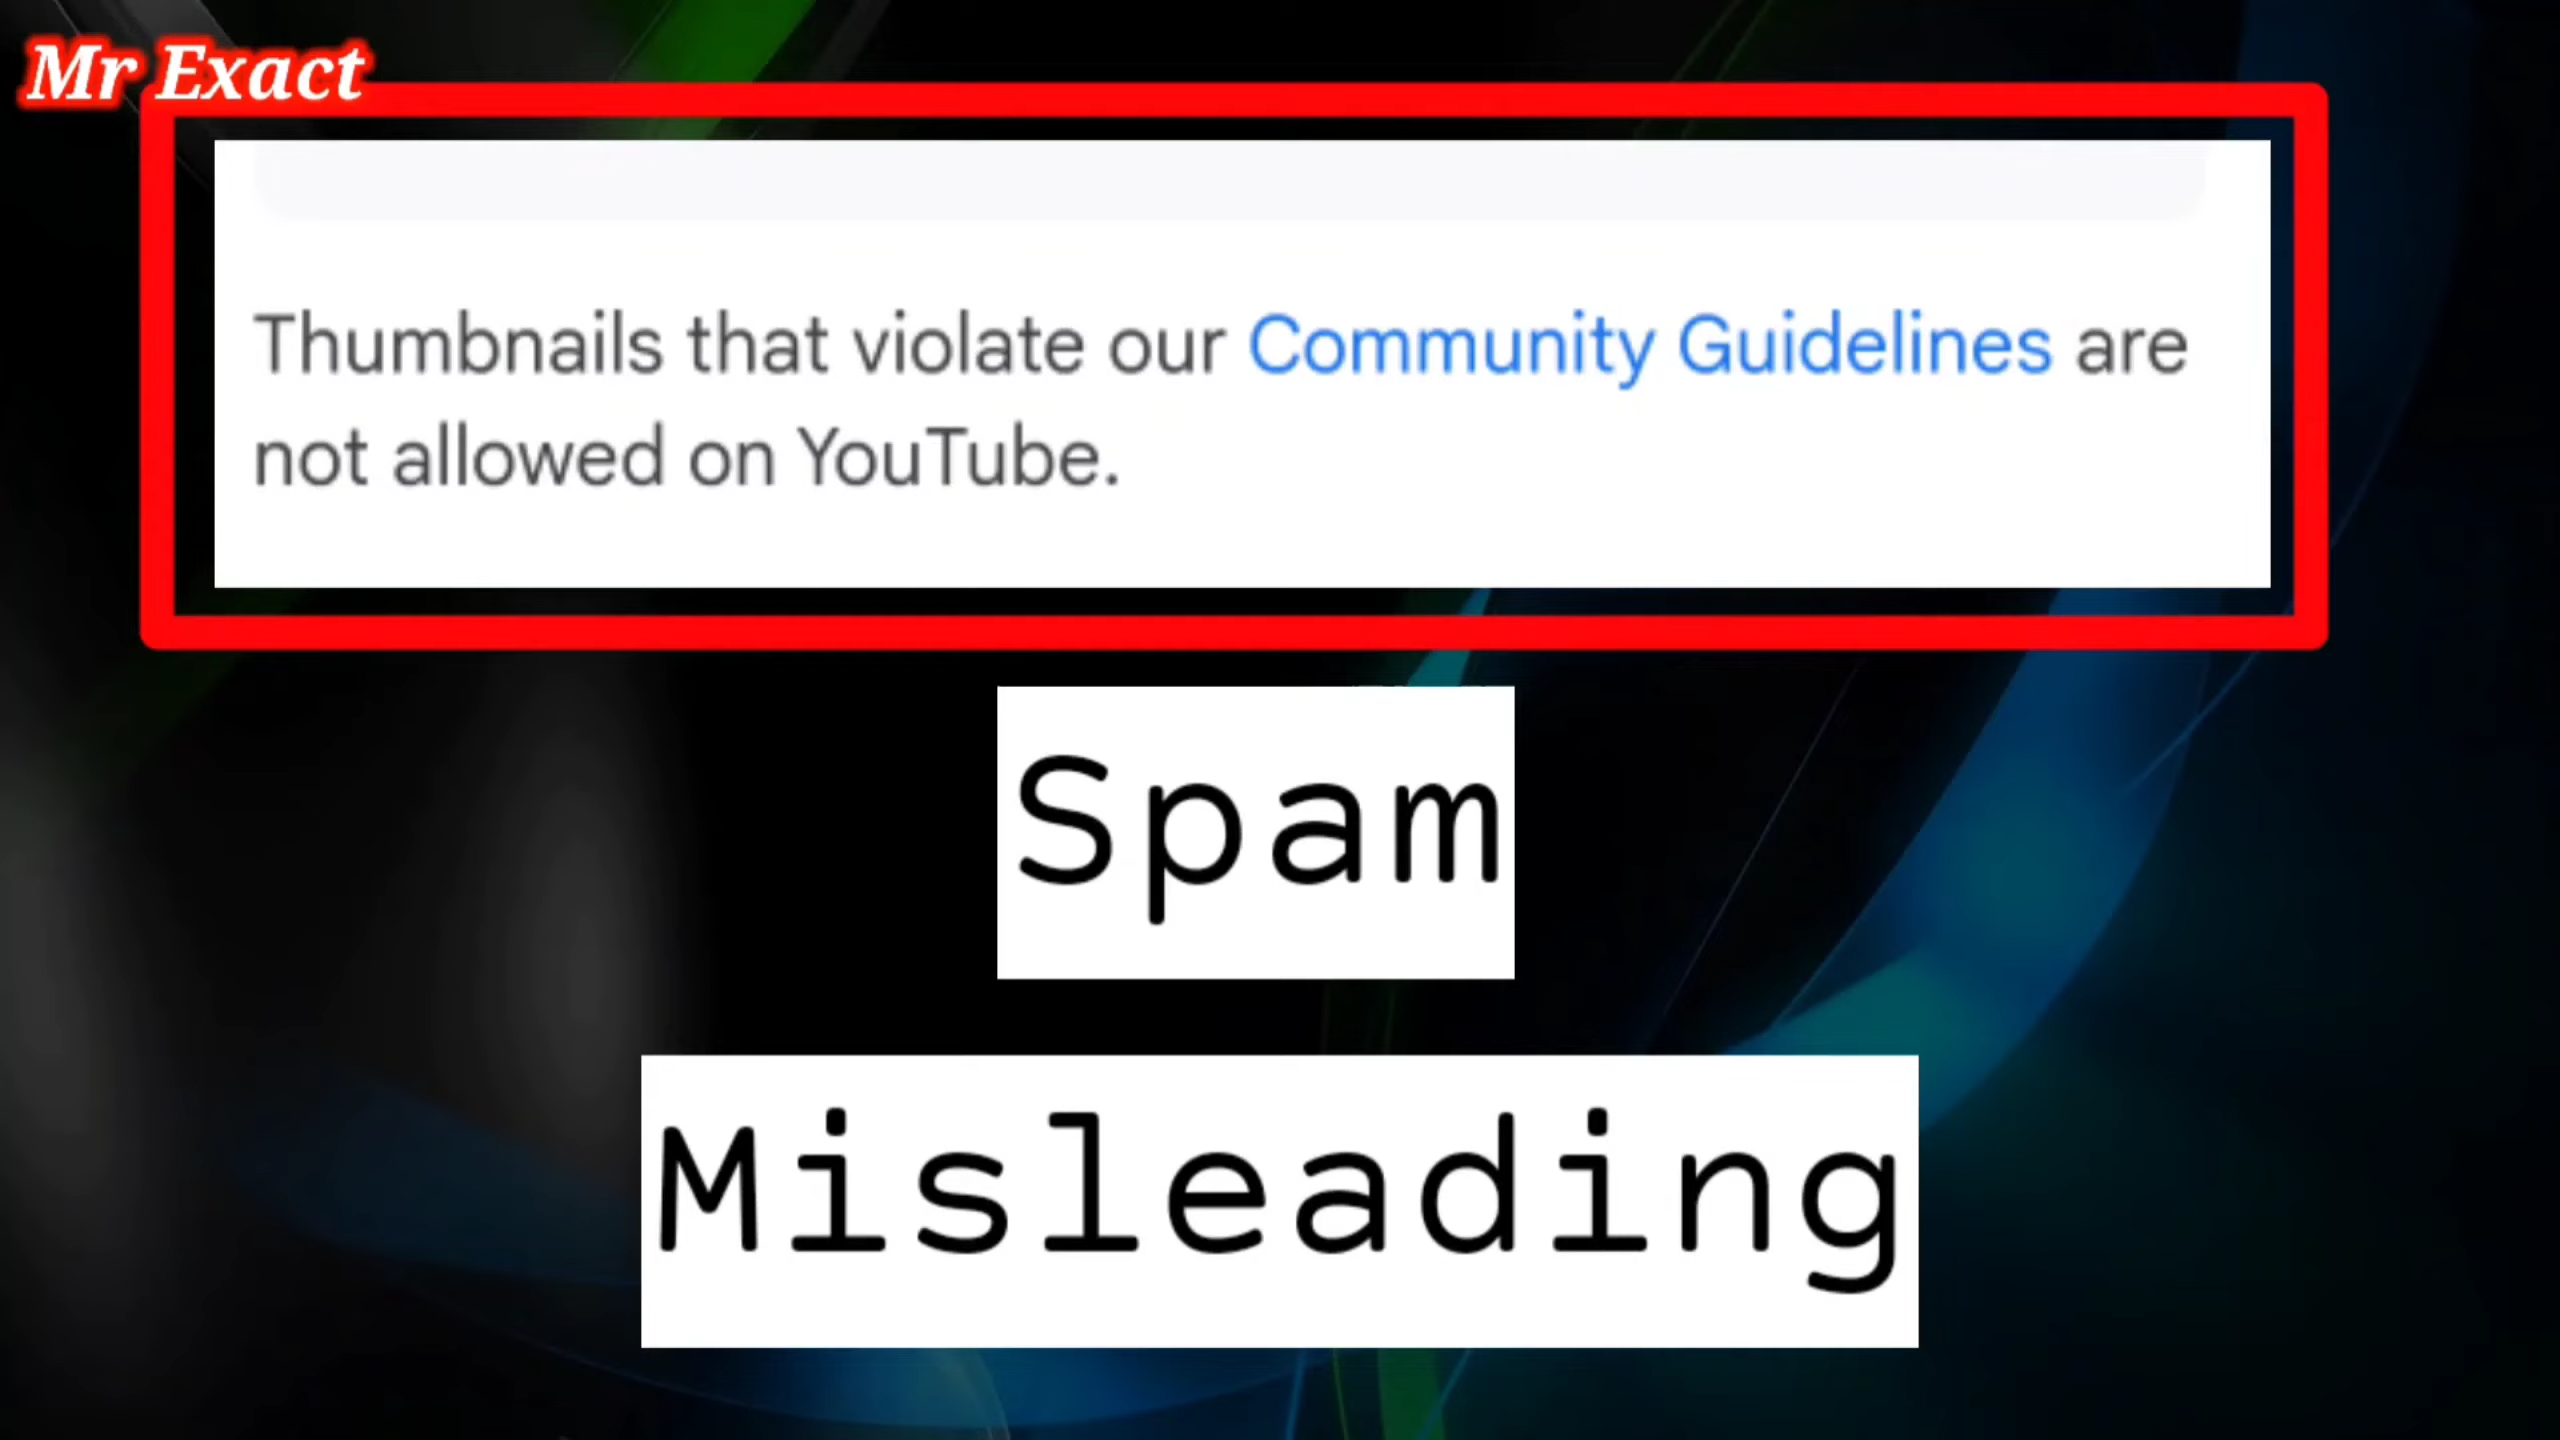 Mr Exact
Thumbnails that violate our Community Guidelines are
not allowed on YouTube.
Spam
Misleading